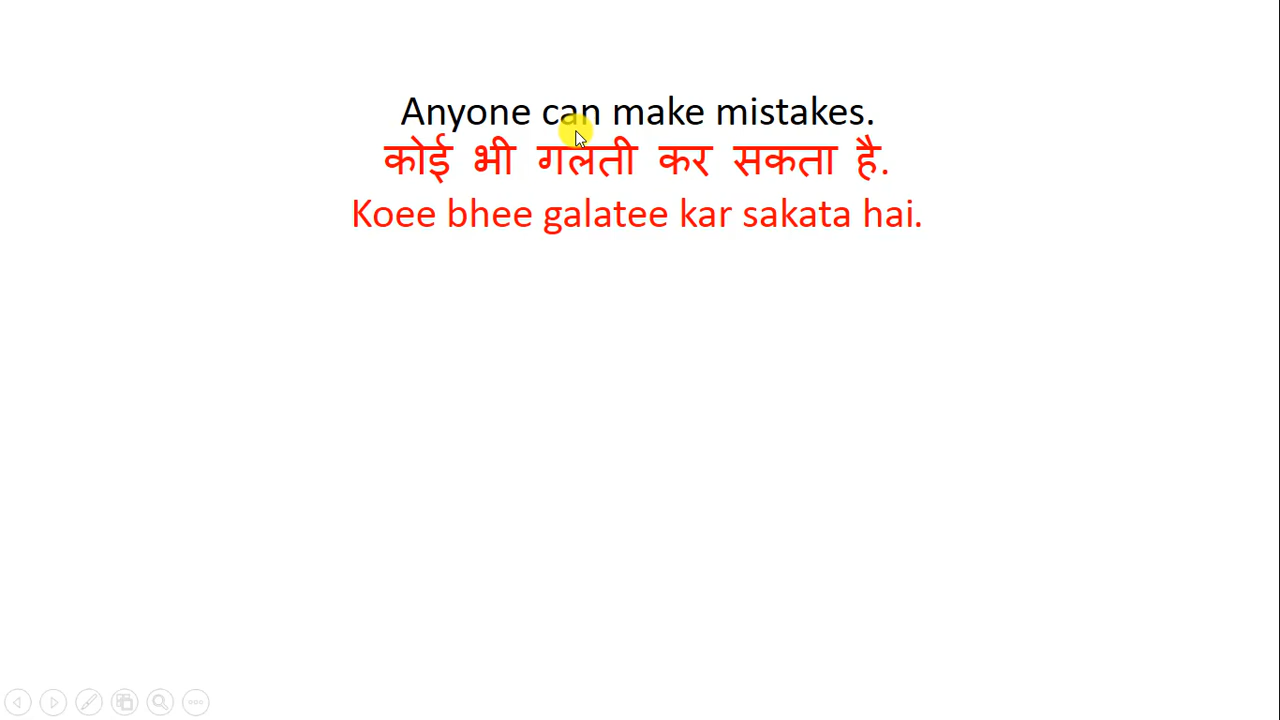 Anyone can make mistakes.
कोई भी गलती कर सकता है.
Koee bhee galatee kar sakata hai.